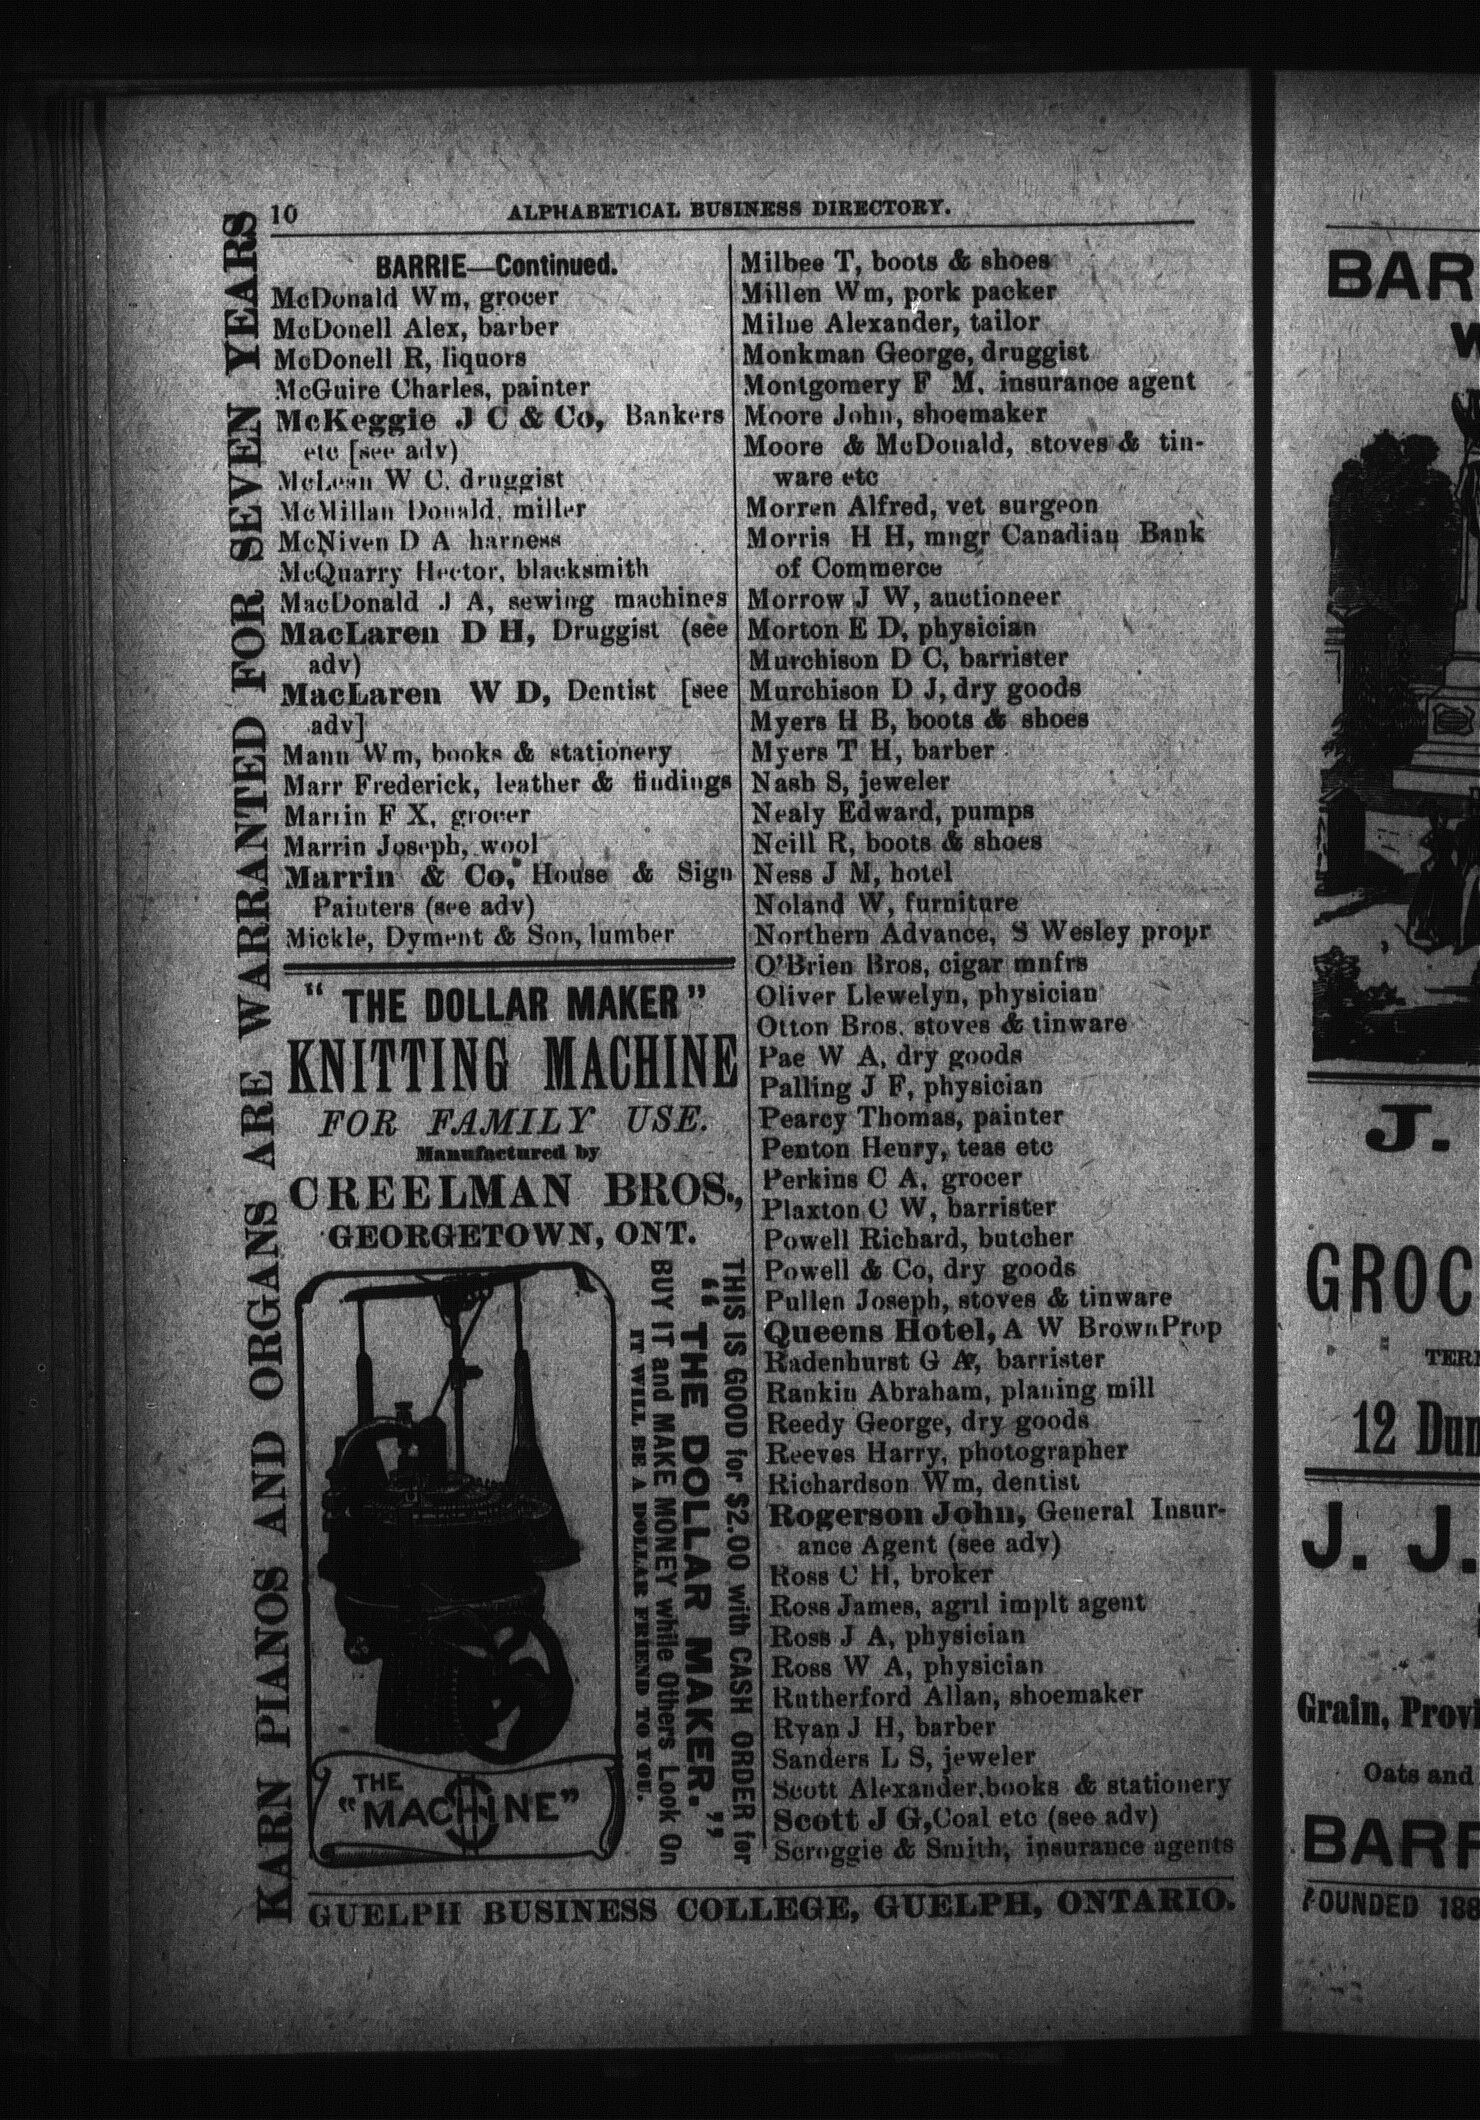 10
ALPHABETICAL BUSINESS DIRECTORY.
KARN PIANOS AND ORGANS ARE WARRANTED FOR SEVEN YEARS
BARRIE—Continued.
McDonald Wm, grocer
McDonell Alex, barber
McDonell R, liquors
McGuire Charles, painter
McKeggie J C & Co, Bankers
etc [see adv)
McLean W C. druggist
McMillan Donald, miller
McNiven D A harness
McQuarry Hector, blacksmith
MacDonald J A, sewing machines
MacLaren D H, Druggist (see
adv)
MacLaren W D, Dentist [see
adv]
Mann Wm, books & stationery
Marr Frederick, leather & findings
Marrin F X, grocer
Marrin Joseph, wool
Marrin & Co, House & Sign
Painters (see adv)
Mickle, Dyment & Son, lumber
"THE DOLLAR MAKER"
KNITTING MACHINE
FOR FAMILY USE.
Manufactured by
CREELMAN BROS.,
GEORGETOWN, ONT.
THE
"MACHINE"
THIS IS GOOD for $2.00 with CASH ORDER for
"THE DOLLAR MAKER."
BUY IT and MAKE MONEY while Others Look On
IT WILL BE A DOLLAR FRIEND TO YOU.
Milbee T, boots & shoes
Millen Wm, pork packer
Milne Alexander, tailor
Monkman George, druggist
Montgomery F M, insurance agent
Moore John, shoemaker
Moore & McDonald, stoves & tin-
ware etc
Morren Alfred, vet surgeon
Morris H H, mngr Canadian Bank
of Commerce
Morrow J W, auctioneer
Morton E D, physician
Murchison D C, barrister
Murchison D J, dry goods
Myers H B, boots & shoes
Myers T H, barber
Nash S, jeweler
Nealy Edward, pumps
Neill R, boots & shoes
Ness J M, hotel
Noland W, furniture
Northern Advance, S Wesley propr
O'Brien Bros, cigar mnfrs
Oliver Llewelyn, physician
Otton Bros. stoves & tinware
Pae W A, dry goods
Palling J F, physician
Pearcy Thomas, painter
Penton Henry, teas etc
Perkins C A, grocer
Plaxton C W, barrister
Powell Richard, butcher
Powell & Co, dry goods
Pullen Joseph, stoves & tinware
Queens Hotel, A W Brown Prop
Radenhurst G A, barrister
Rankin Abraham, planing mill
Reedy George, dry goods
Reeves Harry, photographer
Richardson Wm, dentist
Rogerson John, General Insur-
ance Agent (see adv)
Ross C H, broker
Ross James, agril implt agent
Ross J A, physician
Ross W A, physician
Rutherford Allan, shoemaker
Ryan J H, barber
Sanders L S, jeweler
Scott Alexander, books & stationery
Scott J G, Coal etc (see adv)
Scroggie & Smith, insurance agents
GUELPH BUSINESS COLLEGE, GUELPH, ONTARIO.
BAR
W
J.
GROC
TER
12 Dun
J. J.
Grain, Provi
Oats and
BARR
FOUNDED 188